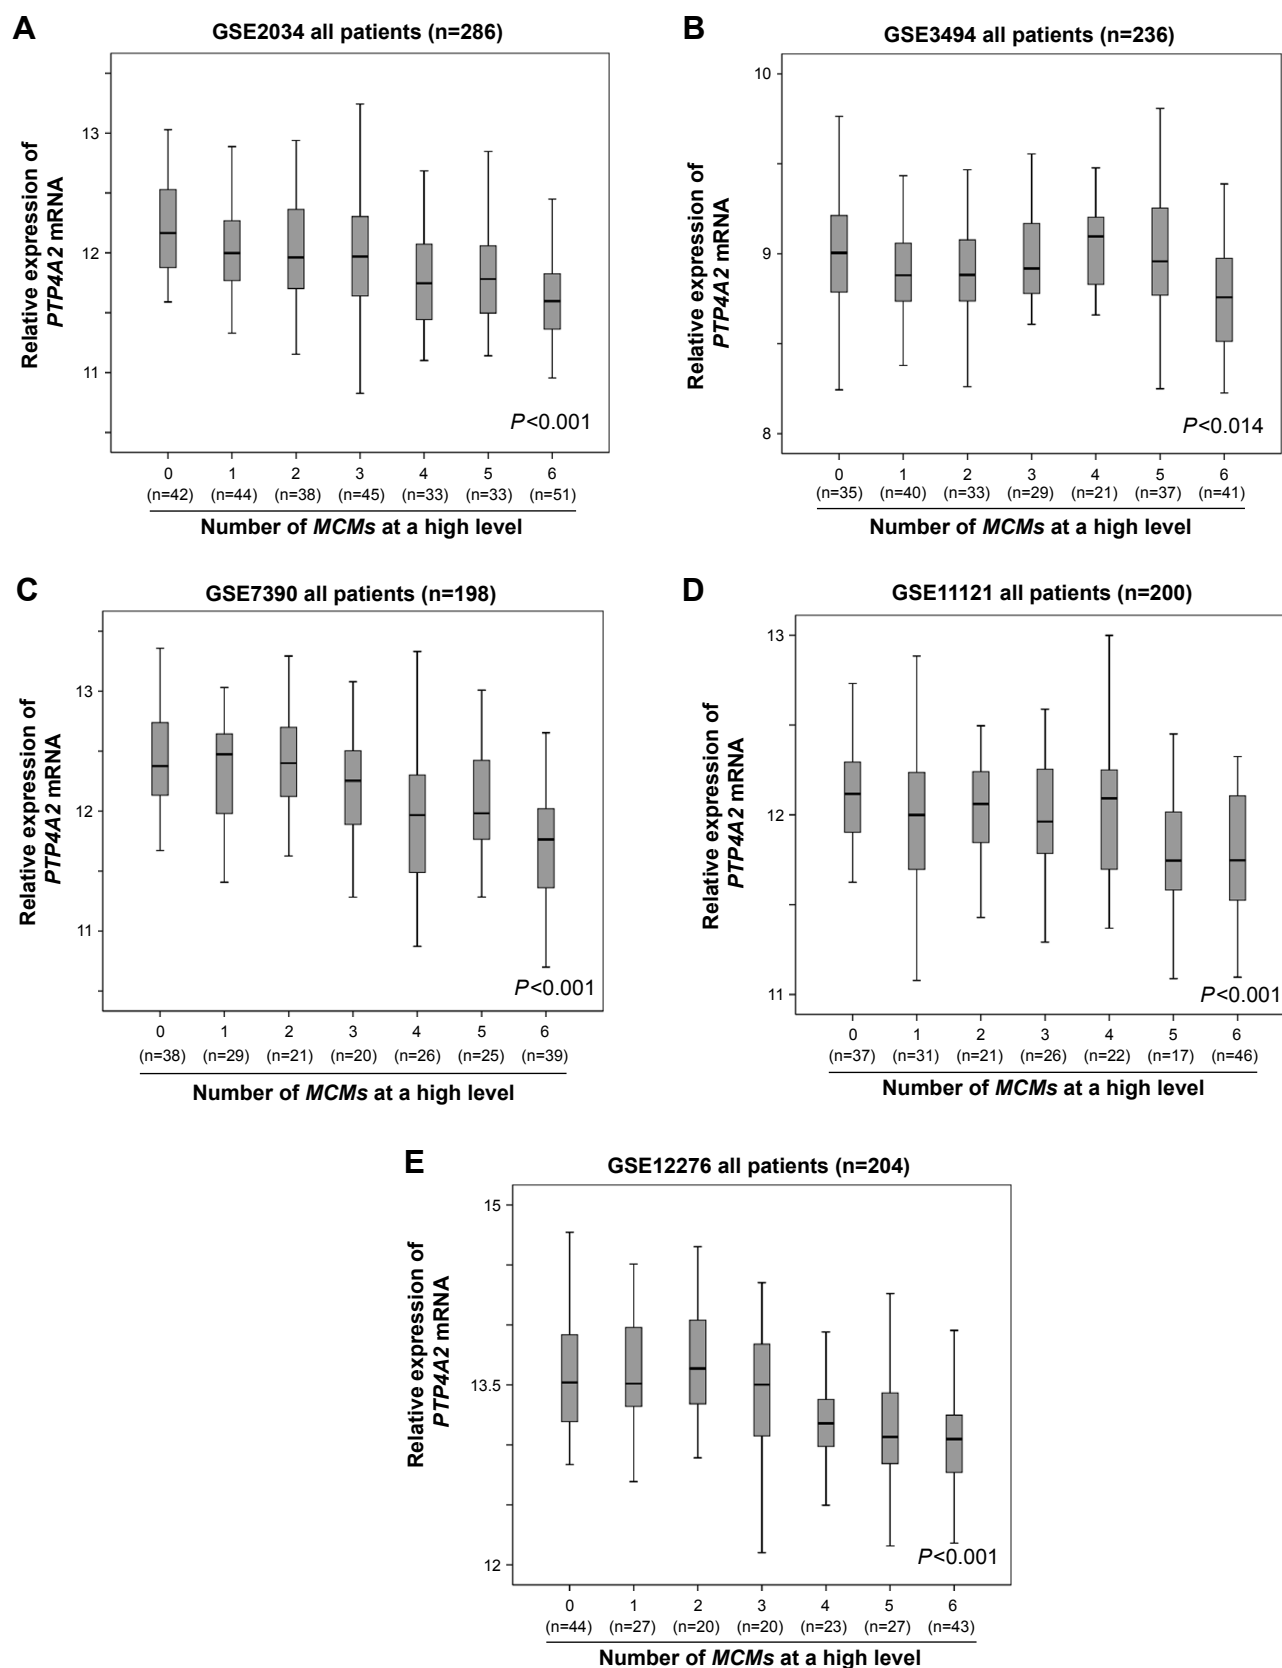 A
GSE2034 all patients (n=286)
Relative expression of
PTP4A2 mRNA
13
12
11
P<0.001
0 1 2 3 4 5 6
(n=42) (n=44) (n=38) (n=45) (n=33) (n=33) (n=51)
Number of MCMs at a high level
B
GSE3494 all patients (n=236)
Relative expression of
PTP4A2 mRNA
10
9
8
P<0.014
0 1 2 3 4 5 6
(n=35) (n=40) (n=33) (n=29) (n=21) (n=37) (n=41)
Number of MCMs at a high level
C
GSE7390 all patients (n=198)
Relative expression of
PTP4A2 mRNA
13
12
11
P<0.001
0 1 2 3 4 5 6
(n=38) (n=29) (n=21) (n=20) (n=26) (n=25) (n=39)
Number of MCMs at a high level
D
GSE11121 all patients (n=200)
Relative expression of
PTP4A2 mRNA
13
12
11
P<0.001
0 1 2 3 4 5 6
(n=37) (n=31) (n=21) (n=26) (n=22) (n=17) (n=46)
Number of MCMs at a high level
E
GSE12276 all patients (n=204)
Relative expression of
PTP4A2 mRNA
15
13.5
12
P<0.001
0 1 2 3 4 5 6
(n=44) (n=27) (n=20) (n=20) (n=23) (n=27) (n=43)
Number of MCMs at a high level